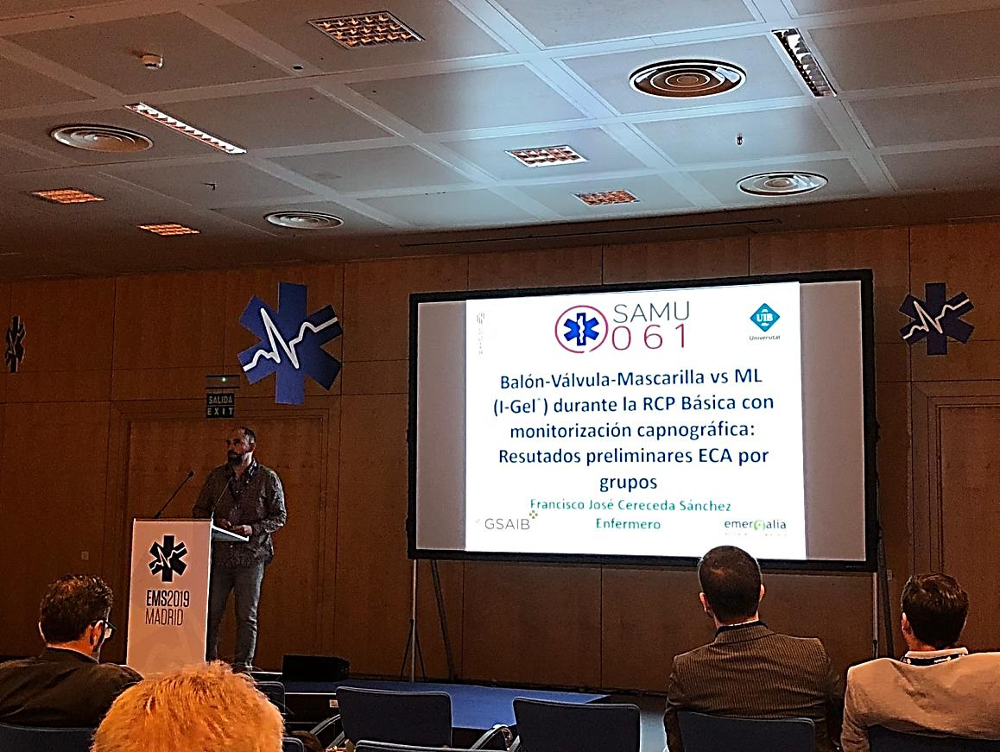 SALIDA
EXIT
EMS2019
MADRID
SAMU
061
UIB
Universitat
Balón-Válvula-Mascarilla vs ML
(I-Gel®) durante la RCP Básica con
monitorización capnográfica:
Resutados preliminares ECA por
grupos
Francisco José Cereceda Sánchez
Enfermero
GSAIB
emergalia